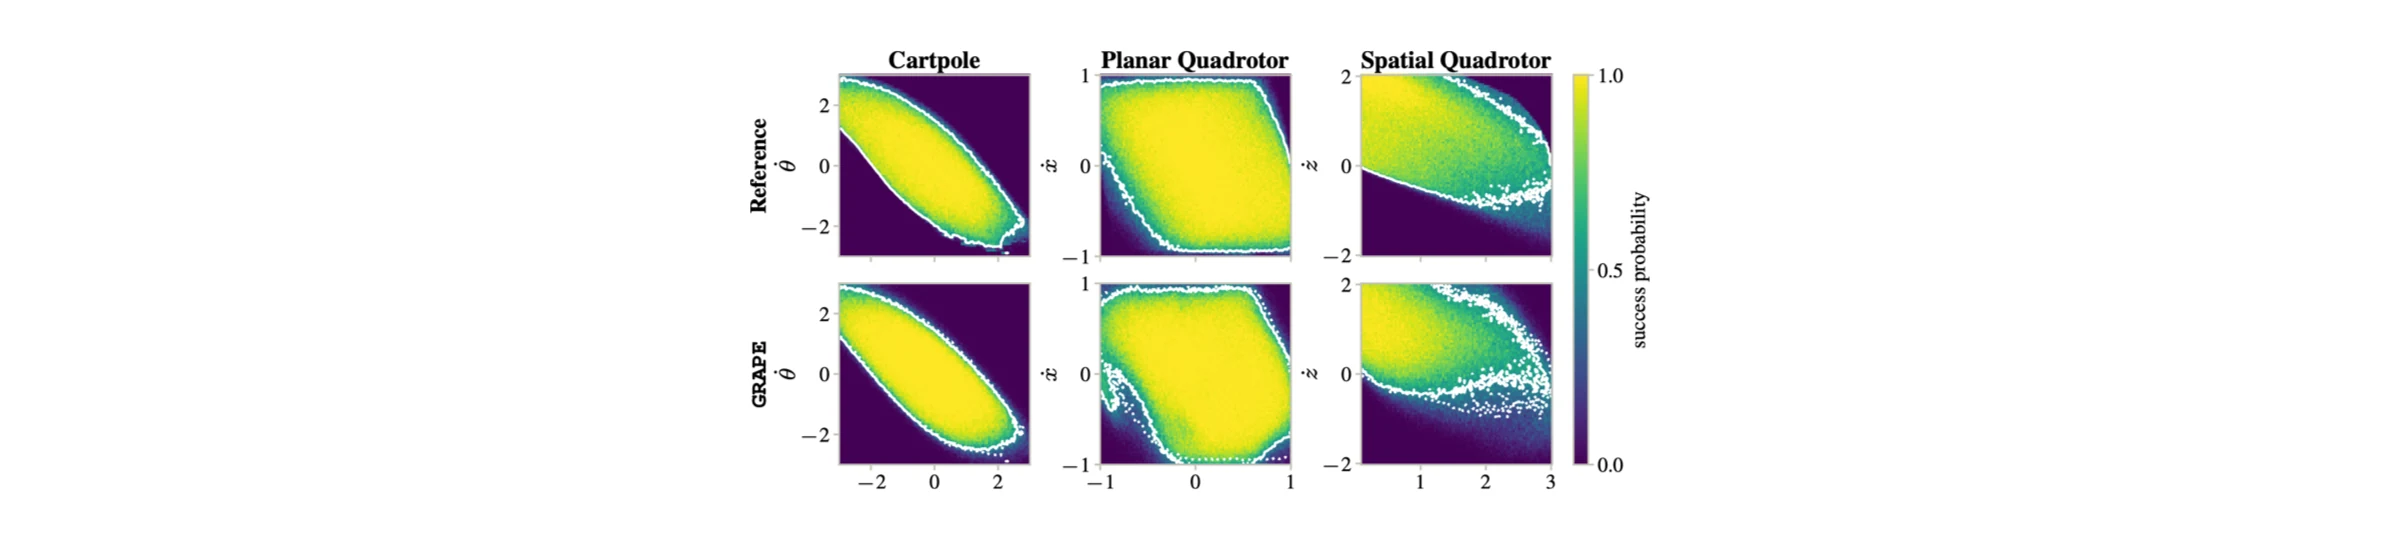 Cartpole
Planar Quadrotor
Spatial Quadrotor
Reference
θ̇
2
0
−2
ẋ
1
0
−1
ż
2
0
−2
GRAPE
θ̇
2
0
−2
−2 0 2
ẋ
1
0
−1
−1 0 1
ż
2
0
−2
1 2 3
1.0
0.5
0.0
success probability